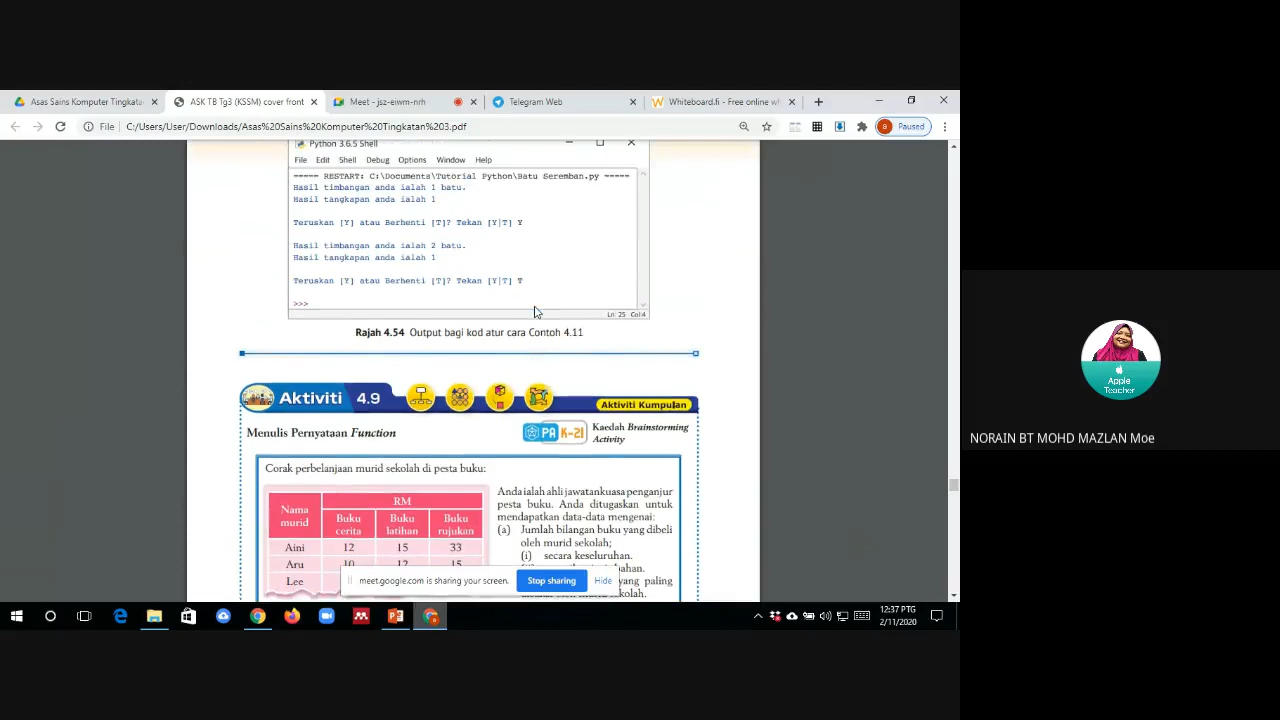 Asas Sains Komputer Tingkata
ASK TB Tg3 (KSSM) cover front
Meet - jsz-eiwm-nrh
Telegram Web
Whiteboard.fi - Free online w
File
C:/Users/User/Downloads/Asas%20Sains%20Komputer%20Tingkatan%203.pdf
Paused
Python 3.6.5 Shell
File Edit Shell Debug Options Window Help
===== RESTART: C:\Documents\Tutorial Python\Batu Seremban.py =====
Hasil timbangan anda ialah 1 batu.
Hasil tangkapan anda ialah 1
Teruskan [Y] atau Berhenti [T]? Tekan [Y|T] Y
Hasil timbangan anda ialah 2 batu.
Hasil tangkapan anda ialah 1
Teruskan [Y] atau Berhenti [T]? Tekan [Y|T] T
>>>
Ln: 25 Col: 4
Rajah 4.54 Output bagi kod atur cara Contoh 4.11
Aktiviti 4.9
Aktiviti Kumpulan
Menulis Pernyataan Function
PA K-21
Kaedah Brainstorming
Activity
Corak perbelanjaan murid sekolah di pesta buku:
Nama murid
RM
Buku cerita
Buku latihan
Buku rujukan
Aini 12 15 33
Aru 10 12 15
Lee
Anda ialah ahli jawatankuasa penganjur
pesta buku. Anda ditugaskan untuk
mendapatkan data-data mengenai:
(a) Jumlah bilangan buku yang dibeli
oleh murid sekolah;
(i) secara keseluruhan.
yang paling
meet.google.com is sharing your screen.
Stop sharing
Hide
12:37 PTG
2/11/2020
Apple
Teacher
NORAIN BT MOHD MAZLAN Moe